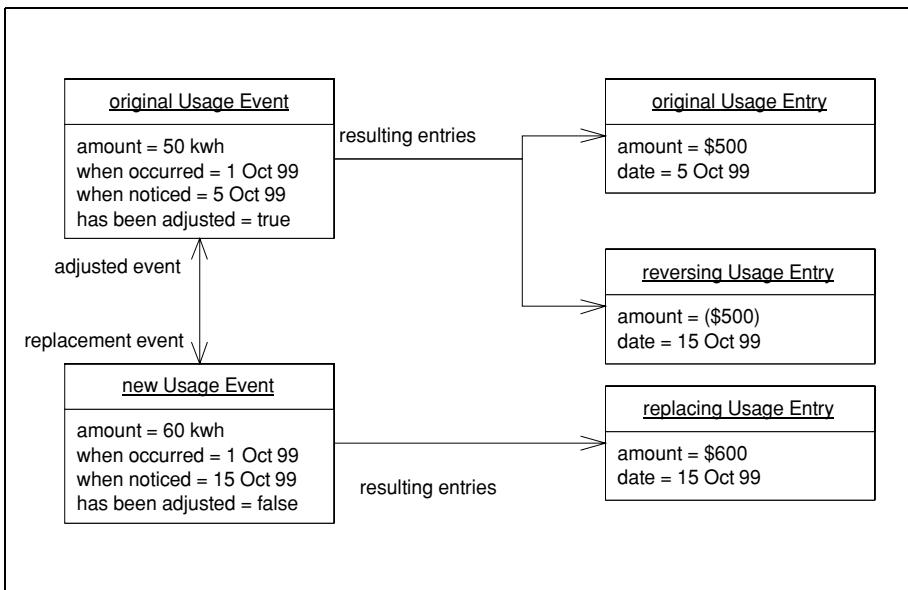 original Usage Event
amount = 50 kwh
when occurred = 1 Oct 99
when noticed = 5 Oct 99
has been adjusted = true
resulting entries
original Usage Entry
amount = $500
date = 5 Oct 99
reversing Usage Entry
amount = ($500)
date = 15 Oct 99
adjusted event
replacement event
new Usage Event
amount = 60 kwh
when occurred = 1 Oct 99
when noticed = 15 Oct 99
has been adjusted = false
resulting entries
replacing Usage Entry
amount = $600
date = 15 Oct 99